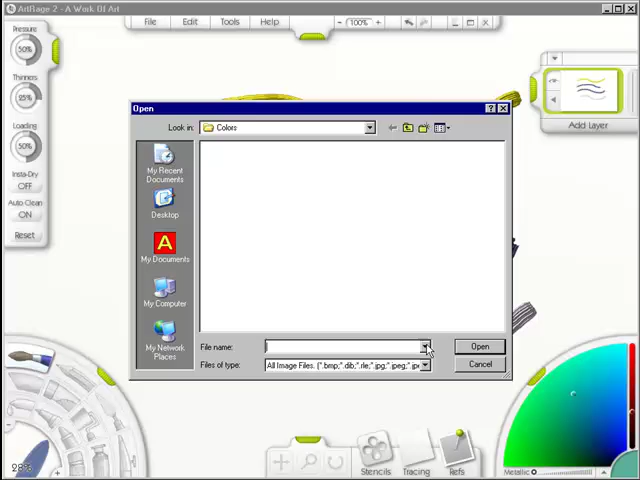 ArtRage 2 - A Work Of Art
File Edit Tools Help - 100% +
Pressure
50%
Thinners
25%
Loading
50%
Insta-Dry
OFF
Auto Clean
ON
Reset
Add Layer
Open
Look in: Colors
My Recent Documents
Desktop
My Documents
My Computer
My Network Places
File name: Open
Files of type: All Image Files. (*.bmp;*.dib;*.rle;*.jpg;*.jpeg;*.jpe Cancel
28%
Stencils Tracing Refs
Metallic